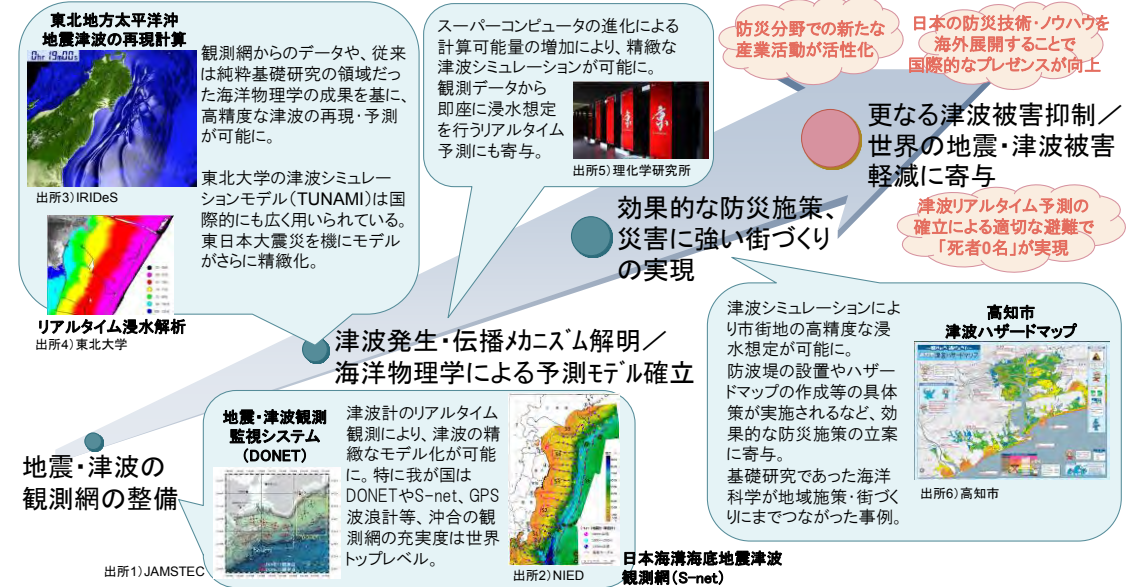 東北地方太平洋沖
地震津波の再現計算
0hr 19m00s
観測網からのデータや、従来
は純粋基礎研究の領域だっ
た海洋物理学の成果を基に、
高精度な津波の再現・予測
が可能に。
東北大学の津波シミュレー
ションモデル（TUNAMI）は国
際的にも広く用いられている。
東日本大震災を機にモデル
がさらに精緻化。
出所3）IRIDeS
リアルタイム浸水解析
出所4）東北大学
スーパーコンピュータの進化による
計算可能量の増加により、精緻な
津波シミュレーションが可能に。
観測データから
即座に浸水想定
を行うリアルタイム
予測にも寄与。
京
京
出所5）理化学研究所
防災分野での新たな
産業活動が活性化
日本の防災技術・ノウハウを
海外展開することで
国際的なプレゼンスが向上
更なる津波被害抑制／
世界の地震・津波被害
軽減に寄与
津波リアルタイム予測の
確立による適切な避難で
「死者0名」が実現
効果的な防災施策、
災害に強い街づくり
の実現
津波シミュレーションによ
り市街地の高精度な浸
水想定が可能に。
防波堤の設置やハザー
ドマップの作成等の具体
策が実施されるなど、効
果的な防災施策の立案
に寄与。
基礎研究であった海洋
科学が地域施策・街づく
りにまでつながった事例。
高知市
津波ハザードマップ
出所6）高知市
津波発生・伝播ﾒｶﾆｽﾞﾑ解明／
海洋物理学による予測ﾓﾃﾞﾙ確立
地震・津波の
観測網の整備
地震・津波観測
監視システム
（DONET）
出所1）JAMSTEC
津波計のリアルタイム
観測により、津波の精
緻なモデル化が可能
に。特に我が国は
DONETやS-net、GPS
波浪計等、沖合の観
測網の充実度は世界
トップレベル。
出所2）NIED
日本海溝海底地震津波
観測網（S-net）